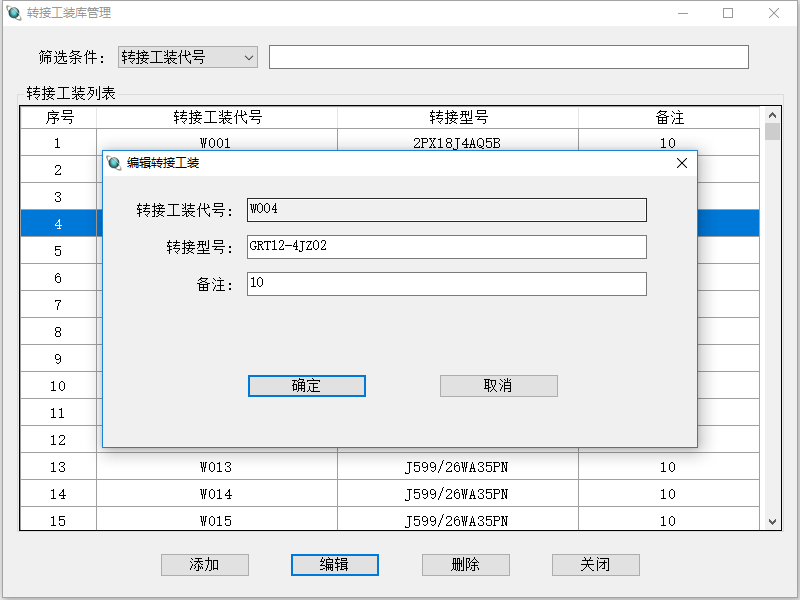 转接工装库管理
筛选条件： 转接工装代号
转接工装列表
序号 转接工装代号 转接型号 备注
1 W001 2PX18J4AQ5B 10
2
3
4
5
6
7
8
9
10
11
12
13 W013 J599/26WA35PN 10
14 W014 J599/26WA35PN 10
15 W015 J599/26WA35PN 10
编辑转接工装
转接工装代号： W004
转接型号： GRT12-4JZ02
备注： 10
确定 取消
添加 编辑 删除 关闭